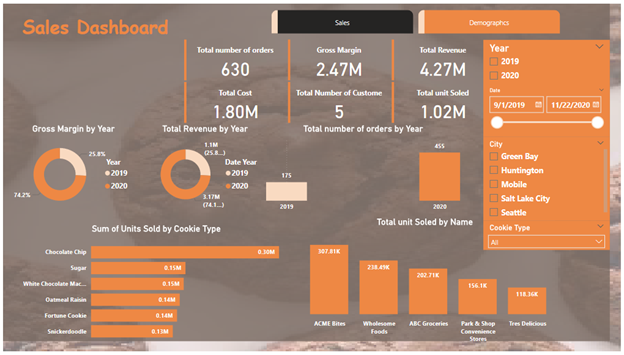 Sales Dashboard
Sales
Demographcs
Total number of orders
630
Gross Margin
2.47M
Total Revenue
4.27M
Total Cost
1.80M
Total Number of Custome
5
Total unit Soled
1.02M
Year
2019
2020
Date
9/1/2019
11/22/2020
City
Green Bay
Huntington
Mobile
Salt Lake City
Seattle
Cookie Type
All
Gross Margin by Year
25.8%
74.2%
Year
2019
2020
Total Revenue by Year
1.1M
(25.8...)
3.17M
(74.1...)
Date Year
2019
2020
Total number of orders by Year
175
2019
455
2020
Sum of Units Sold by Cookie Type
Chocolate Chip
0.30M
Sugar
0.15M
White Chocolate Mac...
0.15M
Oatmeal Raisin
0.14M
Fortune Cookie
0.14M
Snickerdoodle
0.13M
Total unit Soled by Name
307.81K
238.49K
202.71K
156.1K
118.36K
ACME Bites
Wholesome
Foods
ABC Groceries
Park & Shop
Convenience
Stores
Tres Delicious